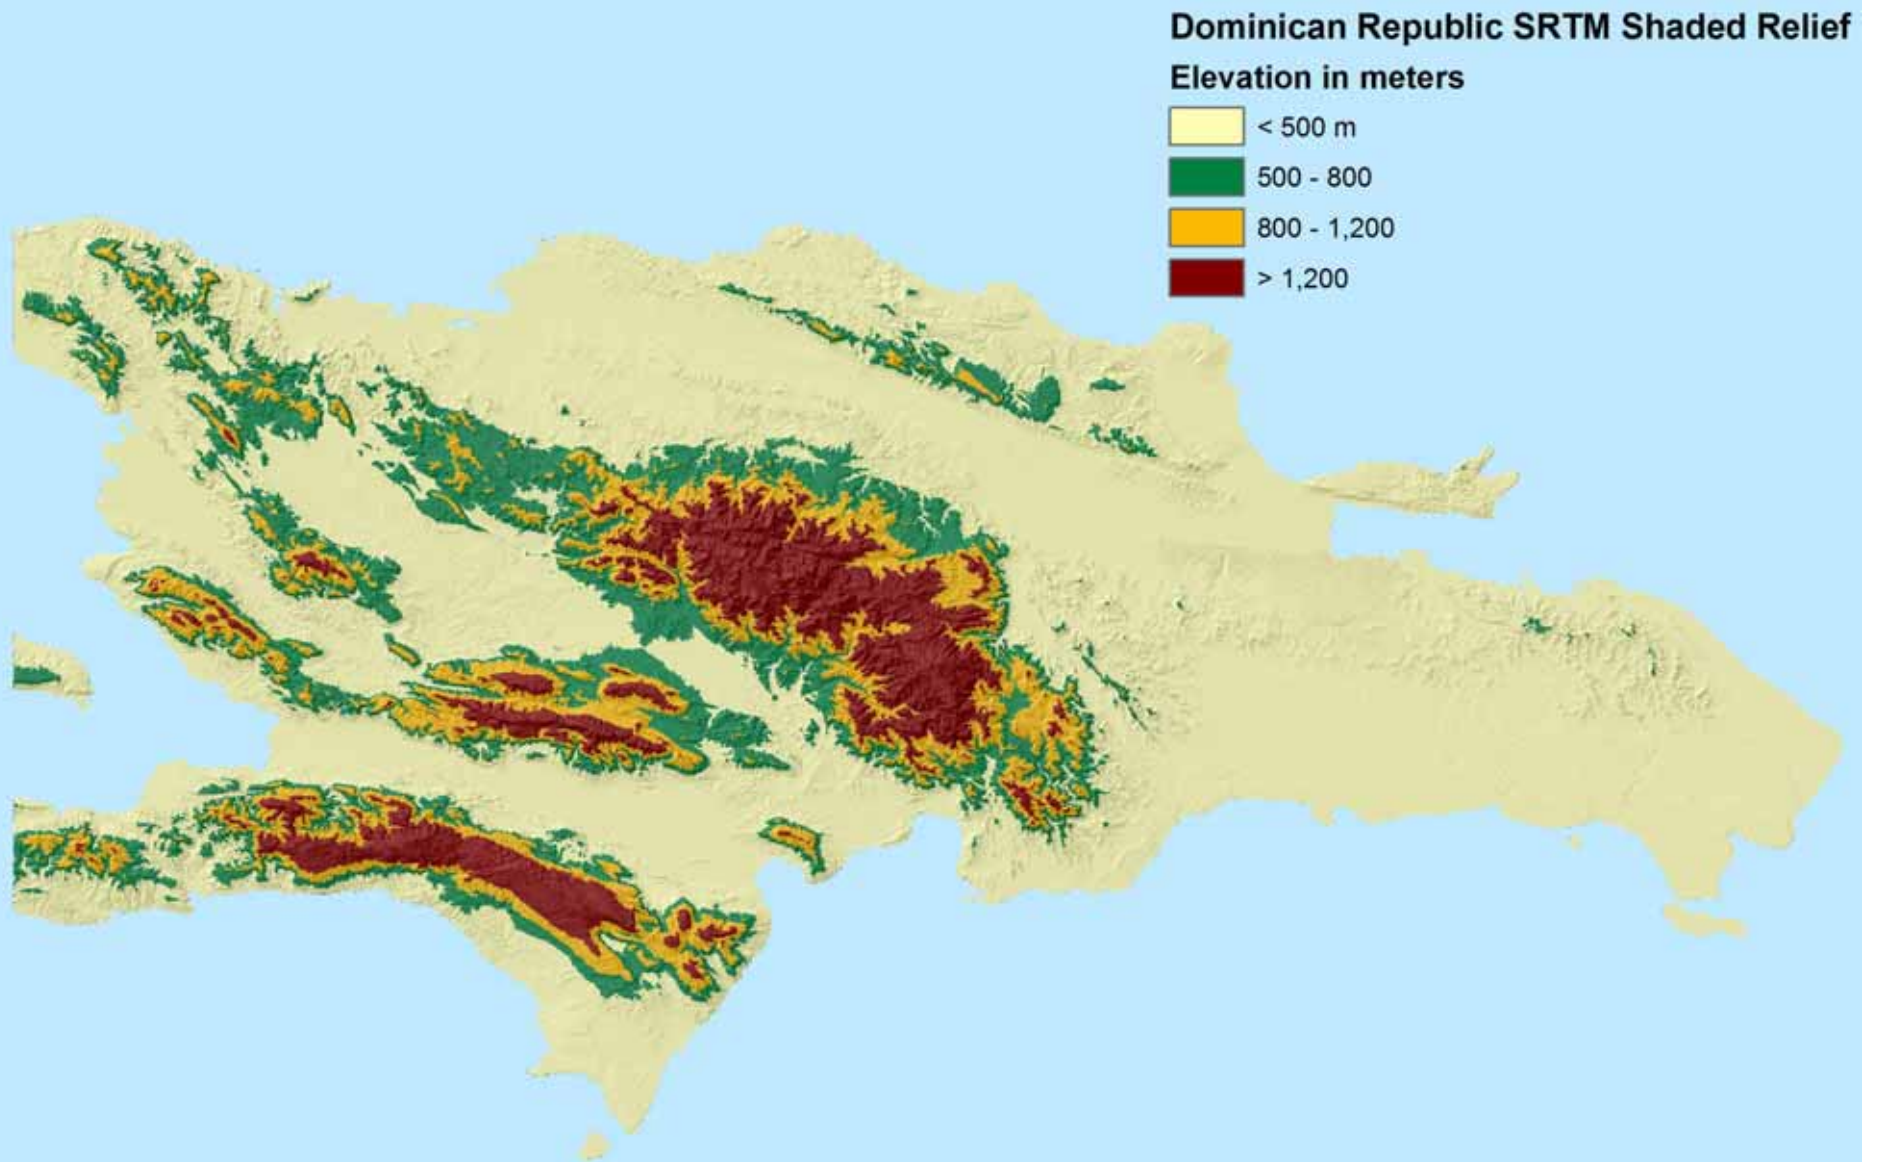 Dominican Republic SRTM Shaded Relief
Elevation in meters
< 500 m
500 - 800
800 - 1,200
> 1,200